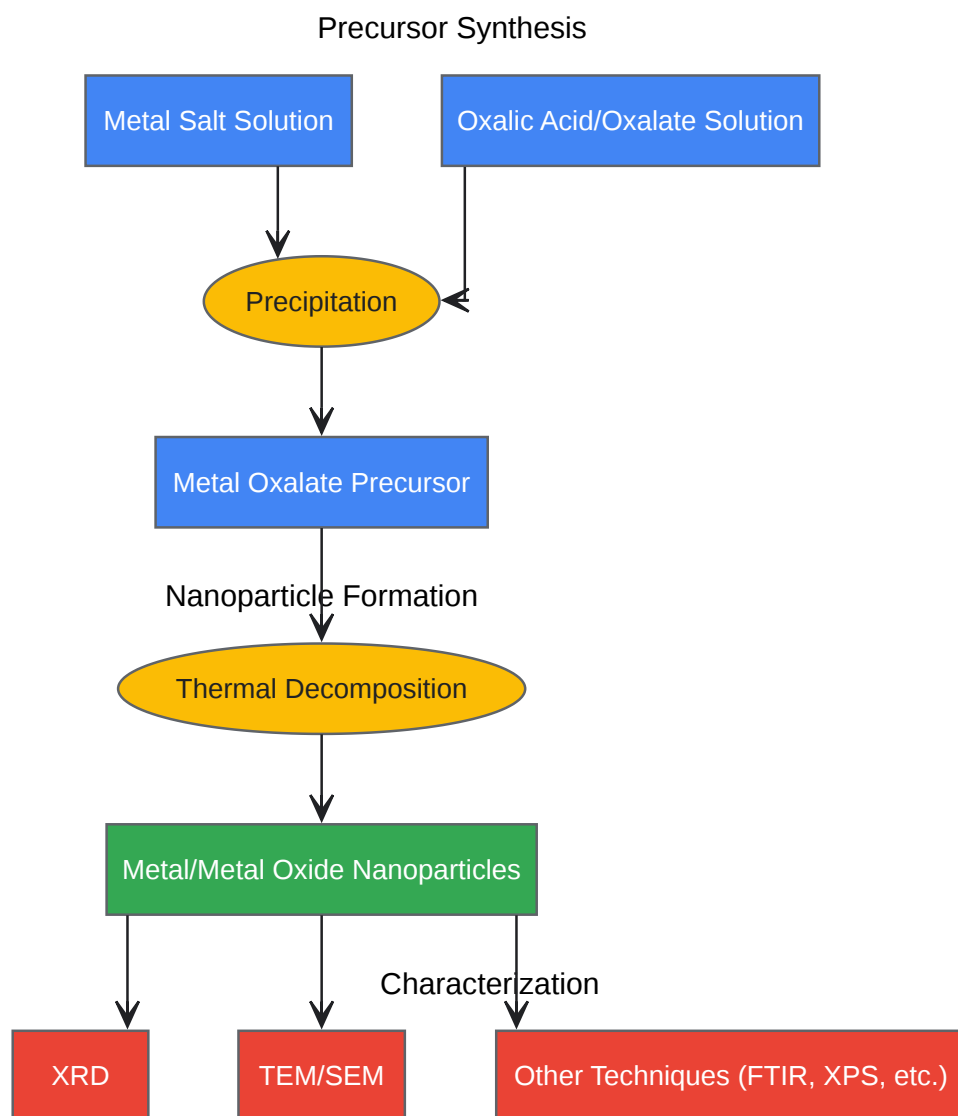 Precursor Synthesis
Metal Salt Solution
Oxalic Acid/Oxalate Solution
Precipitation
Metal Oxalate Precursor
Nanoparticle Formation
Thermal Decomposition
Metal/Metal Oxide Nanoparticles
Characterization
XRD
TEM/SEM
Other Techniques (FTIR, XPS, etc.)